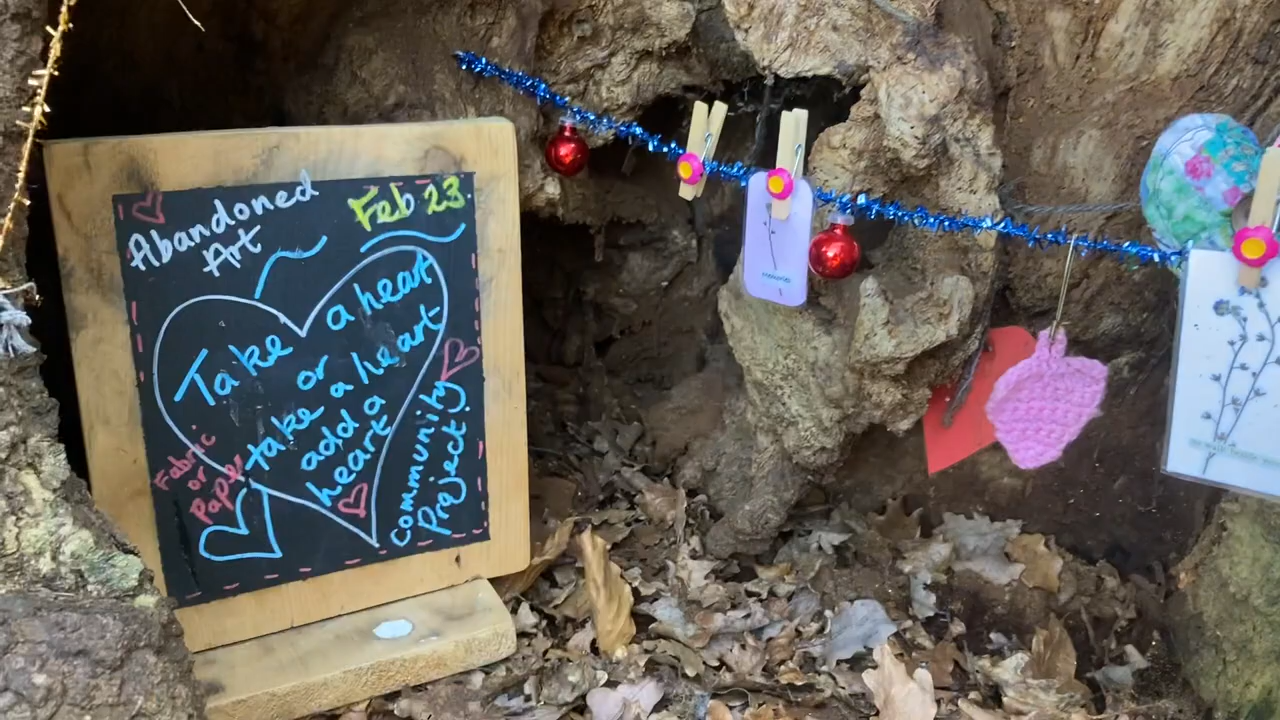 Abandoned
Art
Feb 23.
Take a heart
or
take a heart
add a
heart
Fabric
or
Paper
community
Project